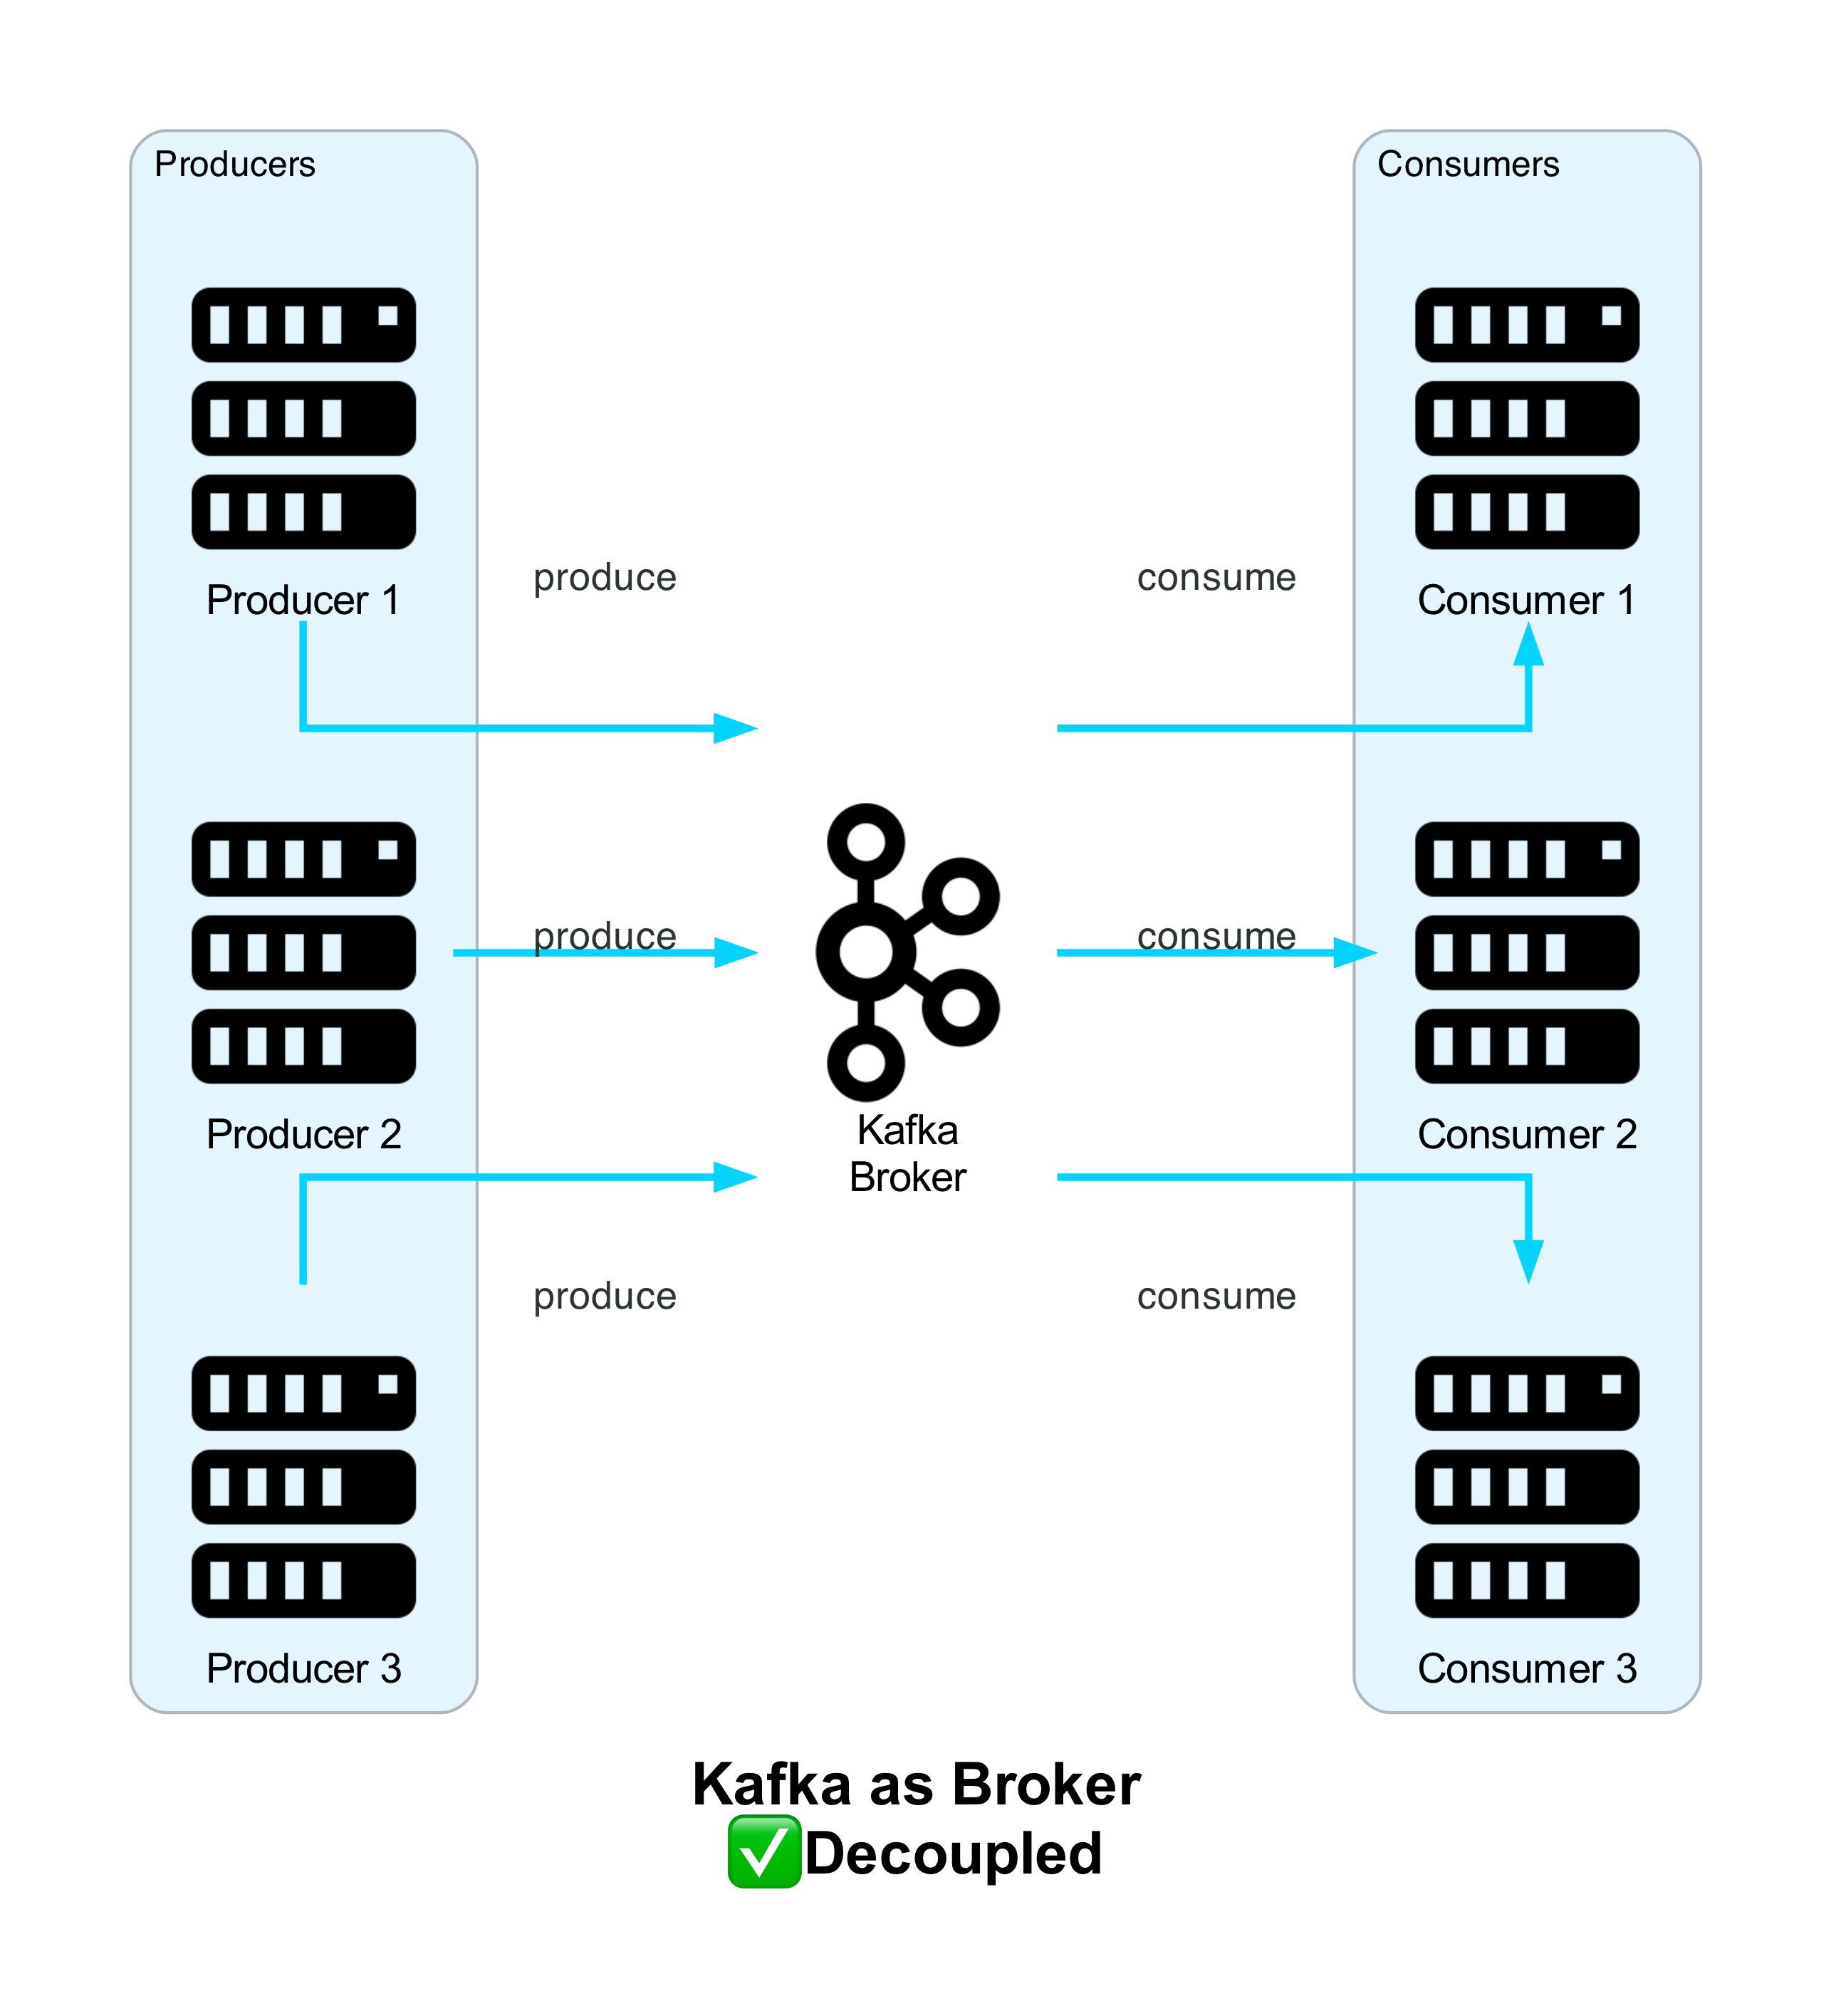 Producers
Consumers
Producer 1
produce
consume
Consumer 1
produce
consume
Producer 2
Kafka
Broker
Consumer 2
produce
consume
Producer 3
Consumer 3
Kafka as Broker
✅Decoupled